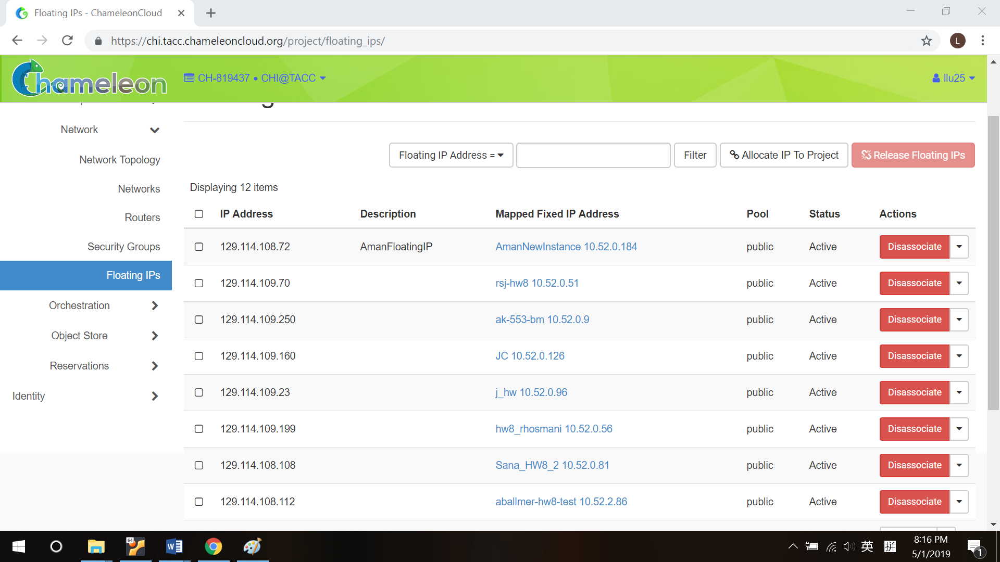 Floating IPs - ChameleonCloud
https://chi.tacc.chameleoncloud.org/project/floating_ips/
L
Chameleon
CH-819437 • CHI@TACC
llu25
Network
Network Topology
Networks
Routers
Security Groups
Floating IPs
Orchestration
Object Store
Reservations
Identity
Floating IP Address =
Filter
Allocate IP To Project
Release Floating IPs
Displaying 12 items
IP Address Description Mapped Fixed IP Address Pool Status Actions
129.114.108.72 AmanFloatingIP AmanNewInstance 10.52.0.184 public Active Disassociate
129.114.109.70 rsj-hw8 10.52.0.51 public Active Disassociate
129.114.109.250 ak-553-bm 10.52.0.9 public Active Disassociate
129.114.109.160 JC 10.52.0.126 public Active Disassociate
129.114.109.23 j_hw 10.52.0.96 public Active Disassociate
129.114.109.199 hw8_rhosmani 10.52.0.56 public Active Disassociate
129.114.108.108 Sana_HW8_2 10.52.0.81 public Active Disassociate
129.114.108.112 aballmer-hw8-test 10.52.2.86 public Active Disassociate
64
W
英
拼
8:16 PM
5/1/2019
1